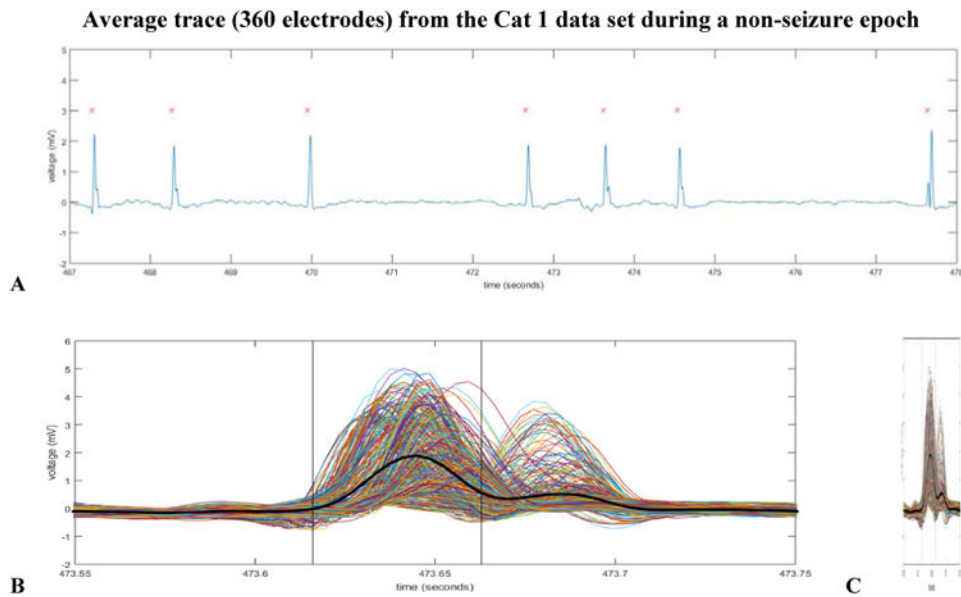 Average trace (360 electrodes) from the Cat 1 data set during a non-seizure epoch
5
4
3
2
1
0
-1
-2
voltage (mV)
467 468 469 470 471 472 473 474 475 476 477 478
time (seconds)
A
6
5
4
3
2
1
0
-1
-2
voltage (mV)
473.55 473.6 473.65 473.7 473.75
time (seconds)
B
C